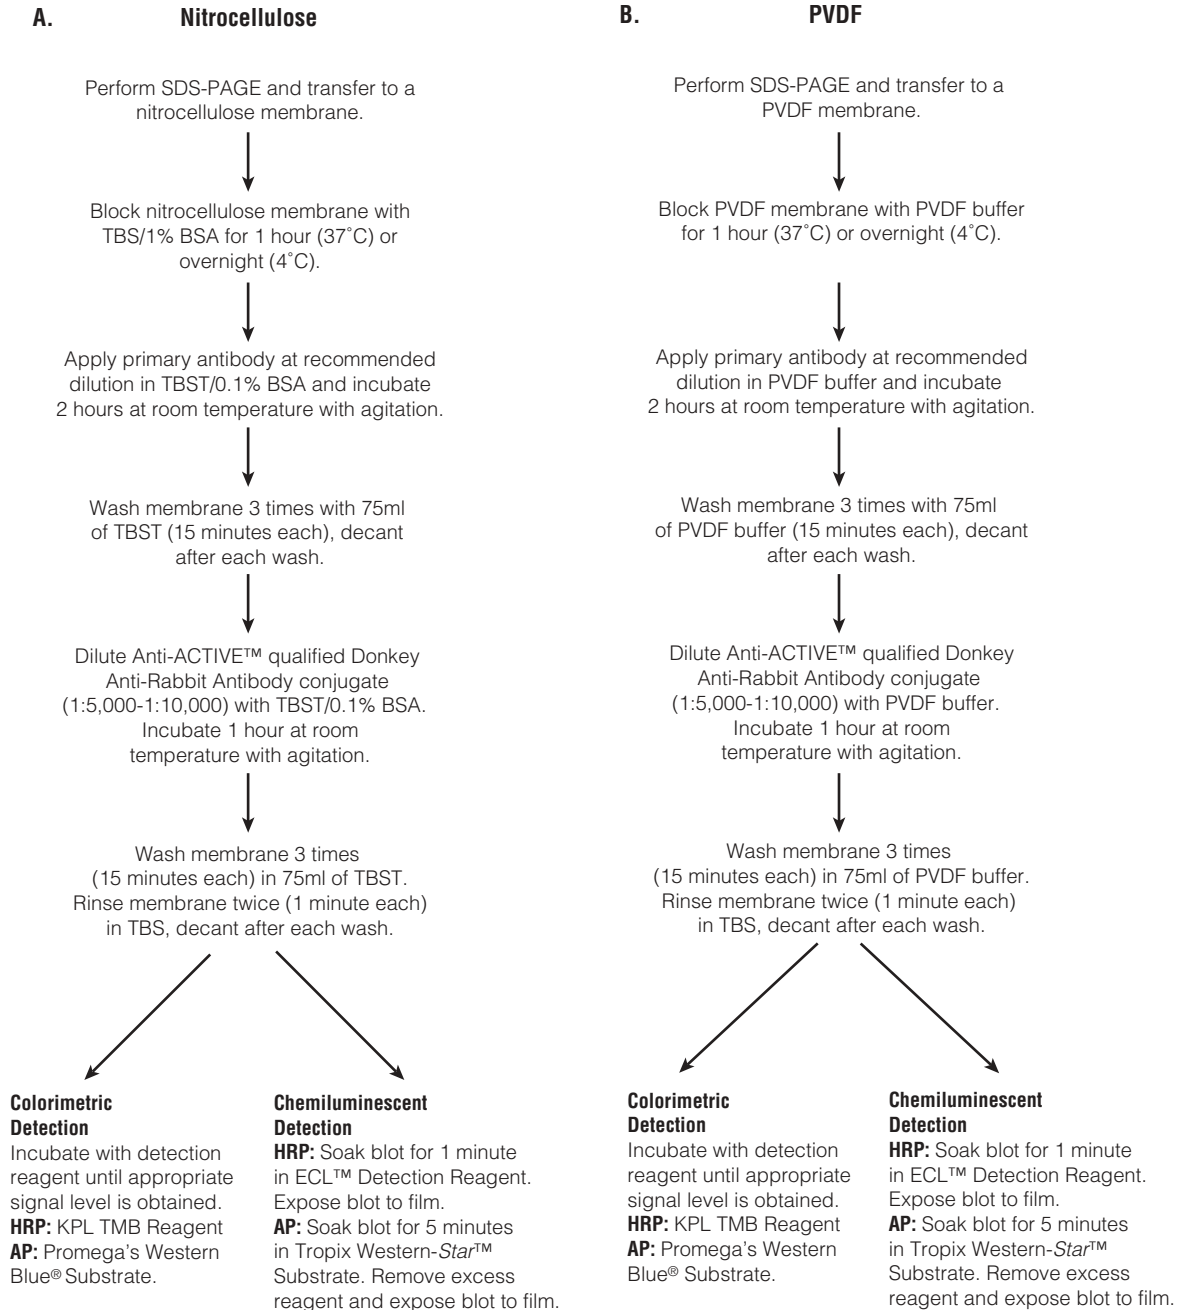 A.
Nitrocellulose
Perform SDS-PAGE and transfer to a
nitrocellulose membrane.
Block nitrocellulose membrane with
TBS/1% BSA for 1 hour (37˚C) or
overnight (4˚C).
Apply primary antibody at recommended
dilution in TBST/0.1% BSA and incubate
2 hours at room temperature with agitation.
Wash membrane 3 times with 75ml
of TBST (15 minutes each), decant
after each wash.
Dilute Anti-ACTIVE™ qualified Donkey
Anti-Rabbit Antibody conjugate
(1:5,000-1:10,000) with TBST/0.1% BSA.
Incubate 1 hour at room
temperature with agitation.
Wash membrane 3 times
(15 minutes each) in 75ml of TBST.
Rinse membrane twice (1 minute each)
in TBS, decant after each wash.
Colorimetric
Detection
Incubate with detection
reagent until appropriate
signal level is obtained.
HRP: KPL TMB Reagent
AP: Promega's Western
Blue® Substrate.
Chemiluminescent
Detection
HRP: Soak blot for 1 minute
in ECL™ Detection Reagent.
Expose blot to film.
AP: Soak blot for 5 minutes
in Tropix Western-Star™
Substrate. Remove excess
reagent and expose blot to film.
B.
PVDF
Perform SDS-PAGE and transfer to a
PVDF membrane.
Block PVDF membrane with PVDF buffer
for 1 hour (37˚C) or overnight (4˚C).
Apply primary antibody at recommended
dilution in PVDF buffer and incubate
2 hours at room temperature with agitation.
Wash membrane 3 times with 75ml
of PVDF buffer (15 minutes each), decant
after each wash.
Dilute Anti-ACTIVE™ qualified Donkey
Anti-Rabbit Antibody conjugate
(1:5,000-1:10,000) with PVDF buffer.
Incubate 1 hour at room
temperature with agitation.
Wash membrane 3 times
(15 minutes each) in 75ml of PVDF buffer.
Rinse membrane twice (1 minute each)
in TBS, decant after each wash.
Colorimetric
Detection
Incubate with detection
reagent until appropriate
signal level is obtained.
HRP: KPL TMB Reagent
AP: Promega's Western
Blue® Substrate.
Chemiluminescent
Detection
HRP: Soak blot for 1 minute
in ECL™ Detection Reagent.
Expose blot to film.
AP: Soak blot for 5 minutes
in Tropix Western-Star™
Substrate. Remove excess
reagent and expose blot to film.